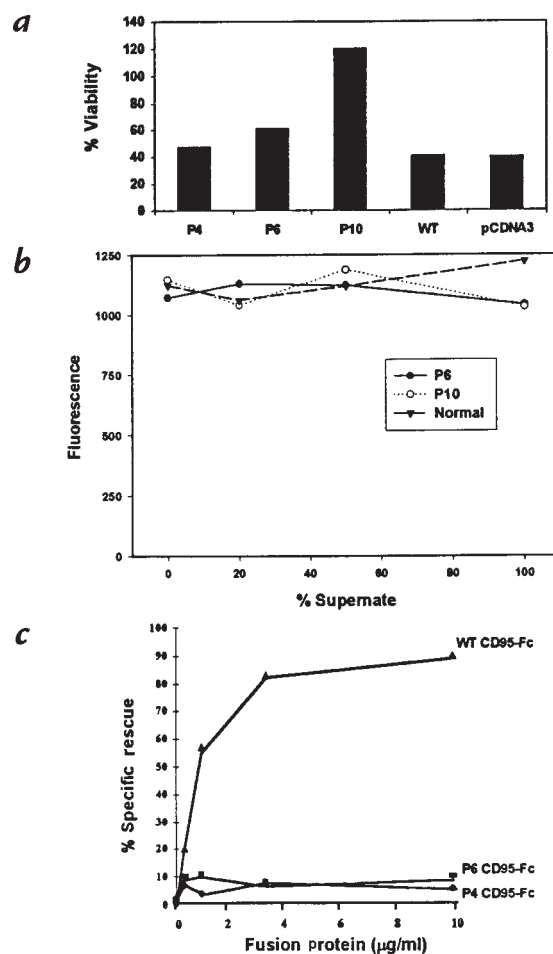 a
% Viability
140
120
100
80
60
40
20
0
P4 P6 P10 WT pCDNA3
b
Fluorescence
1250
1000
750
500
250
0
P6
P10
Normal
0 20 40 60 80 100
% Supernate
c
% Specific rescue
100
90
80
70
60
50
40
30
20
10
0
WT CD95-Fc
P6 CD95-Fc
P4 CD95-Fc
0 2 4 6 8 10
Fusion protein (µg/ml)